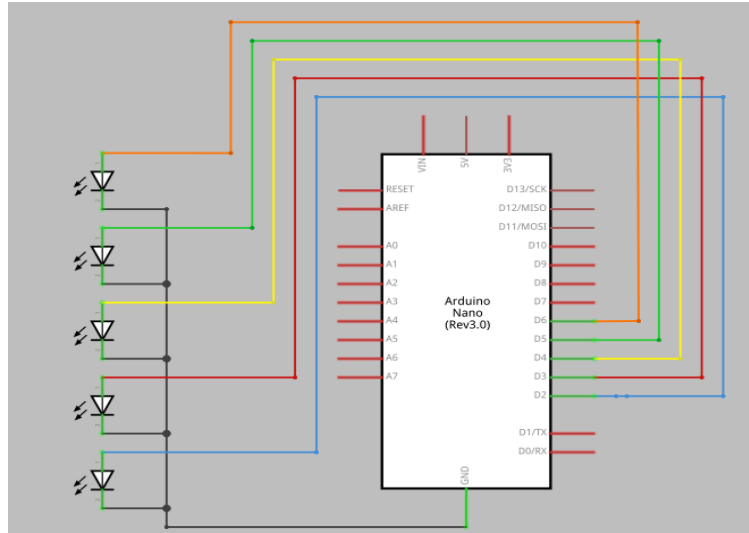 VIN
5V
3V3
RESET
D13/SCK
AREF
D12/MISO
D11/MOSI
A0
D10
A1
D9
A2
D8
A3
D7
Arduino
Nano
(Rev3.0)
A4
D6
A5
D5
A6
D4
A7
D3
D2
D1/TX
D0/RX
GND